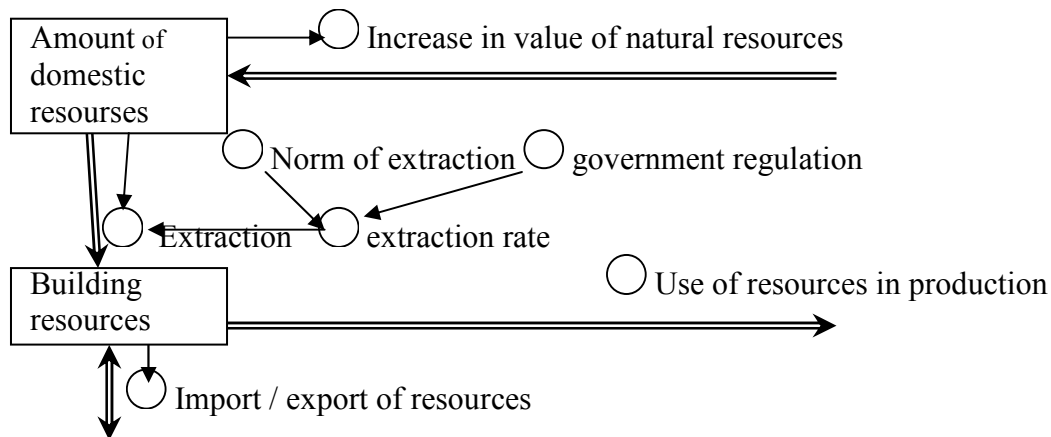 Amount of
domestic
resourses
Increase in value of natural resources
Norm of extraction
government regulation
Extraction
extraction rate
Building
resources
Use of resources in production
Import / export of resources